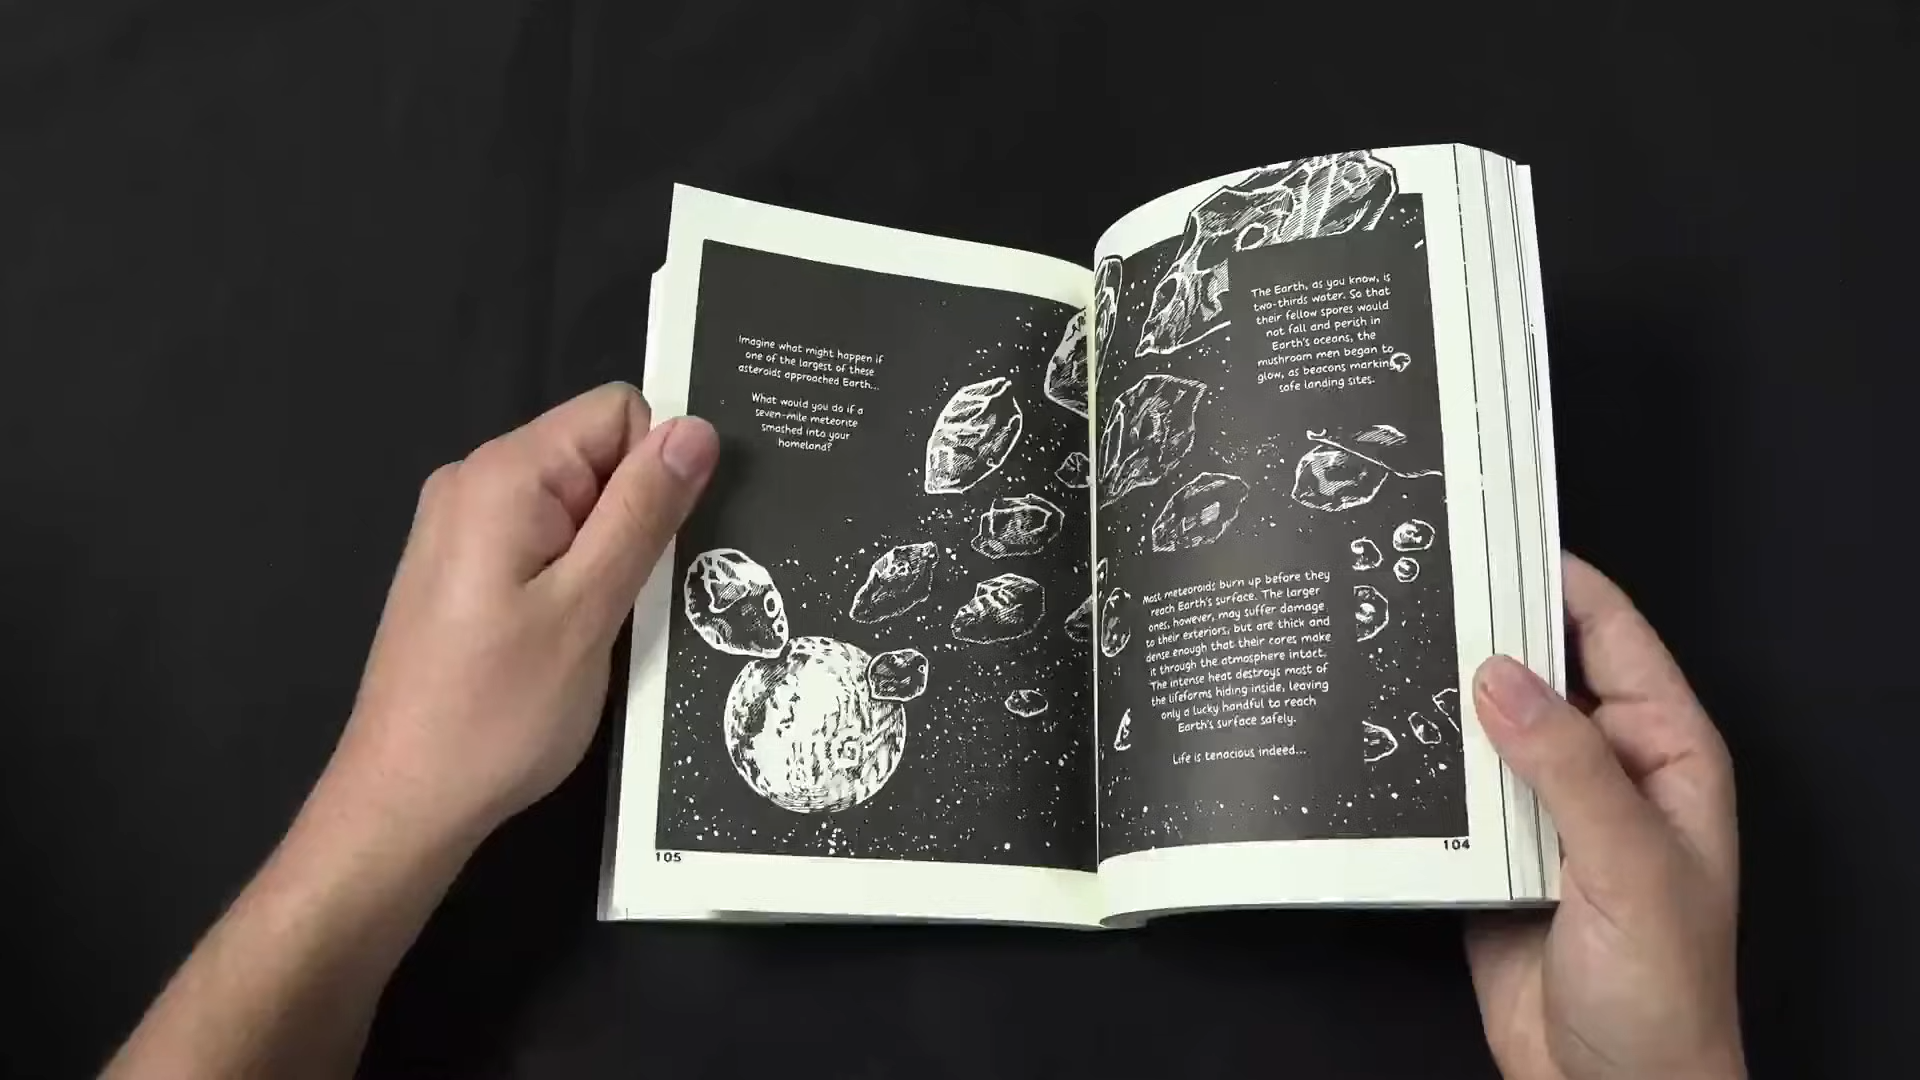 The Earth, as you know, is
two-thirds water. So that
their fellow spores would
not fall and perish in
Earth's oceans, the
mushroom men began to
glow, as beacons marking
safe landing sites.
Most meteoroids burn up before they
reach Earth's surface. The larger
ones, however, may suffer damage
to their exteriors, but are thick and
dense enough that their cores make
it through the atmosphere intact.
The intense heat destroys most of
the lifeforms hiding inside, leaving
only a lucky handful to reach
Earth's surface safely.
Life is tenacious indeed...
104
Imagine what might happen if
one of the largest of these
asteroids approached Earth...
What would you do if a
seven-mile meteorite
smashed into your
homeland?
105